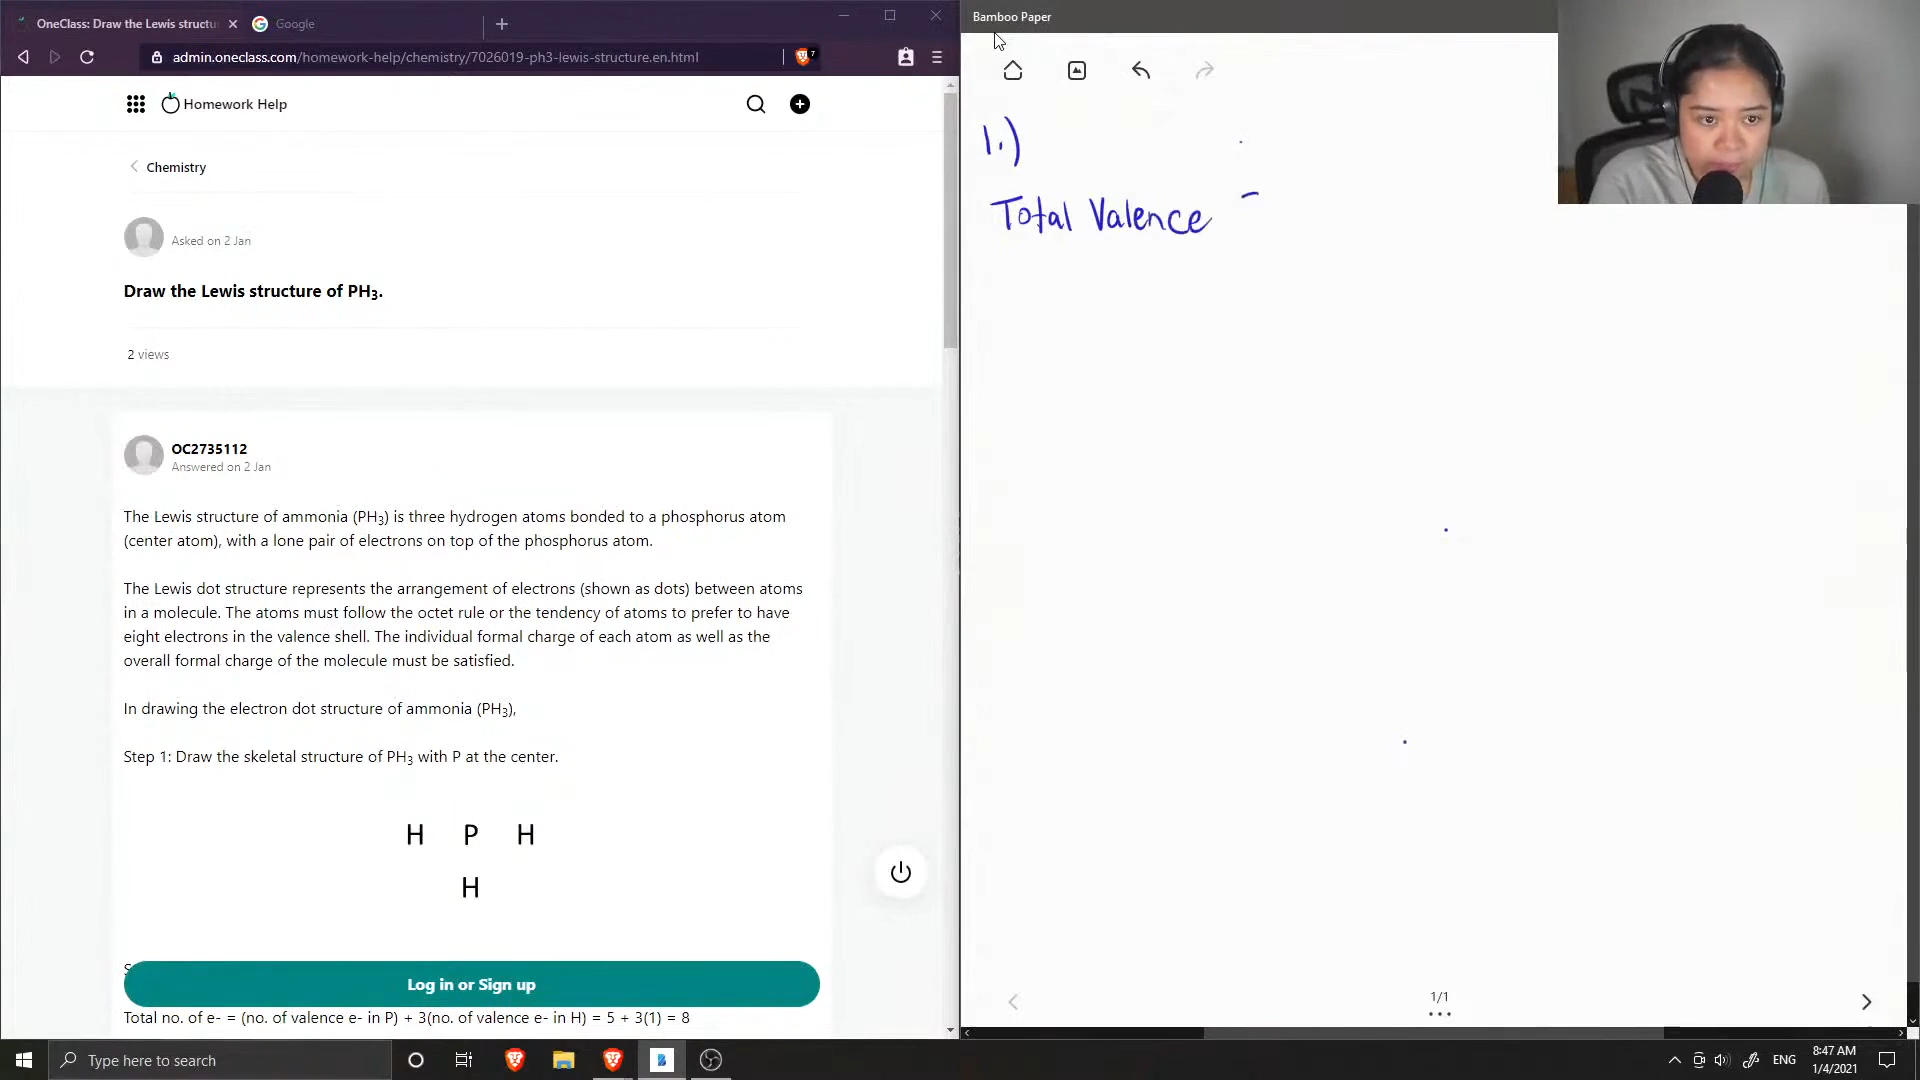 OneClass: Draw the Lewis structu
Google
admin.oneclass.com/homework-help/chemistry/7026019-ph3-lewis-structure.en.html
7
Homework Help
Chemistry
Asked on 2 Jan
Draw the Lewis structure of PH₃.
2 views
OC2735112
Answered on 2 Jan
The Lewis structure of ammonia (PH₃) is three hydrogen atoms bonded to a phosphorus atom
(center atom), with a lone pair of electrons on top of the phosphorus atom.
The Lewis dot structure represents the arrangement of electrons (shown as dots) between atoms
in a molecule. The atoms must follow the octet rule or the tendency of atoms to prefer to have
eight electrons in the valence shell. The individual formal charge of each atom as well as the
overall formal charge of the molecule must be satisfied.
In drawing the electron dot structure of ammonia (PH₃),
Step 1: Draw the skeletal structure of PH₃ with P at the center.
H P H
H
Log in or Sign up
Total no. of e- = (no. of valence e- in P) + 3(no. of valence e- in H) = 5 + 3(1) = 8
Bamboo Paper
1.)
Total Valence
1/1
Type here to search
B
ENG
8:47 AM
1/4/2021